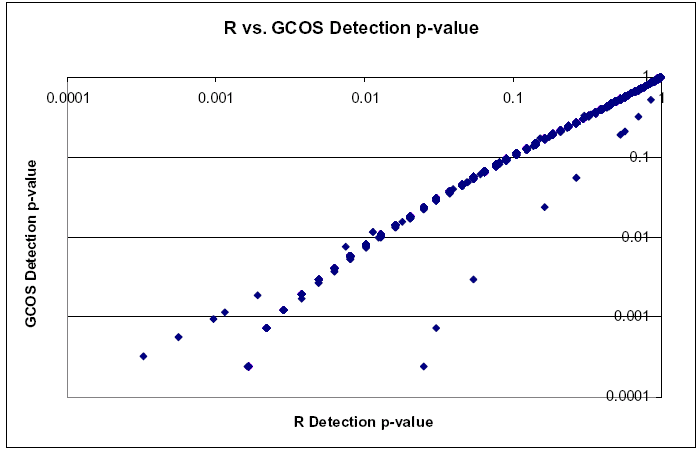 R vs. GCOS Detection p-value
1
0.0001 0.001 0.01 0.1 1
0.1
0.01
0.001
0.0001
GCOS Detection p-value
R Detection p-value